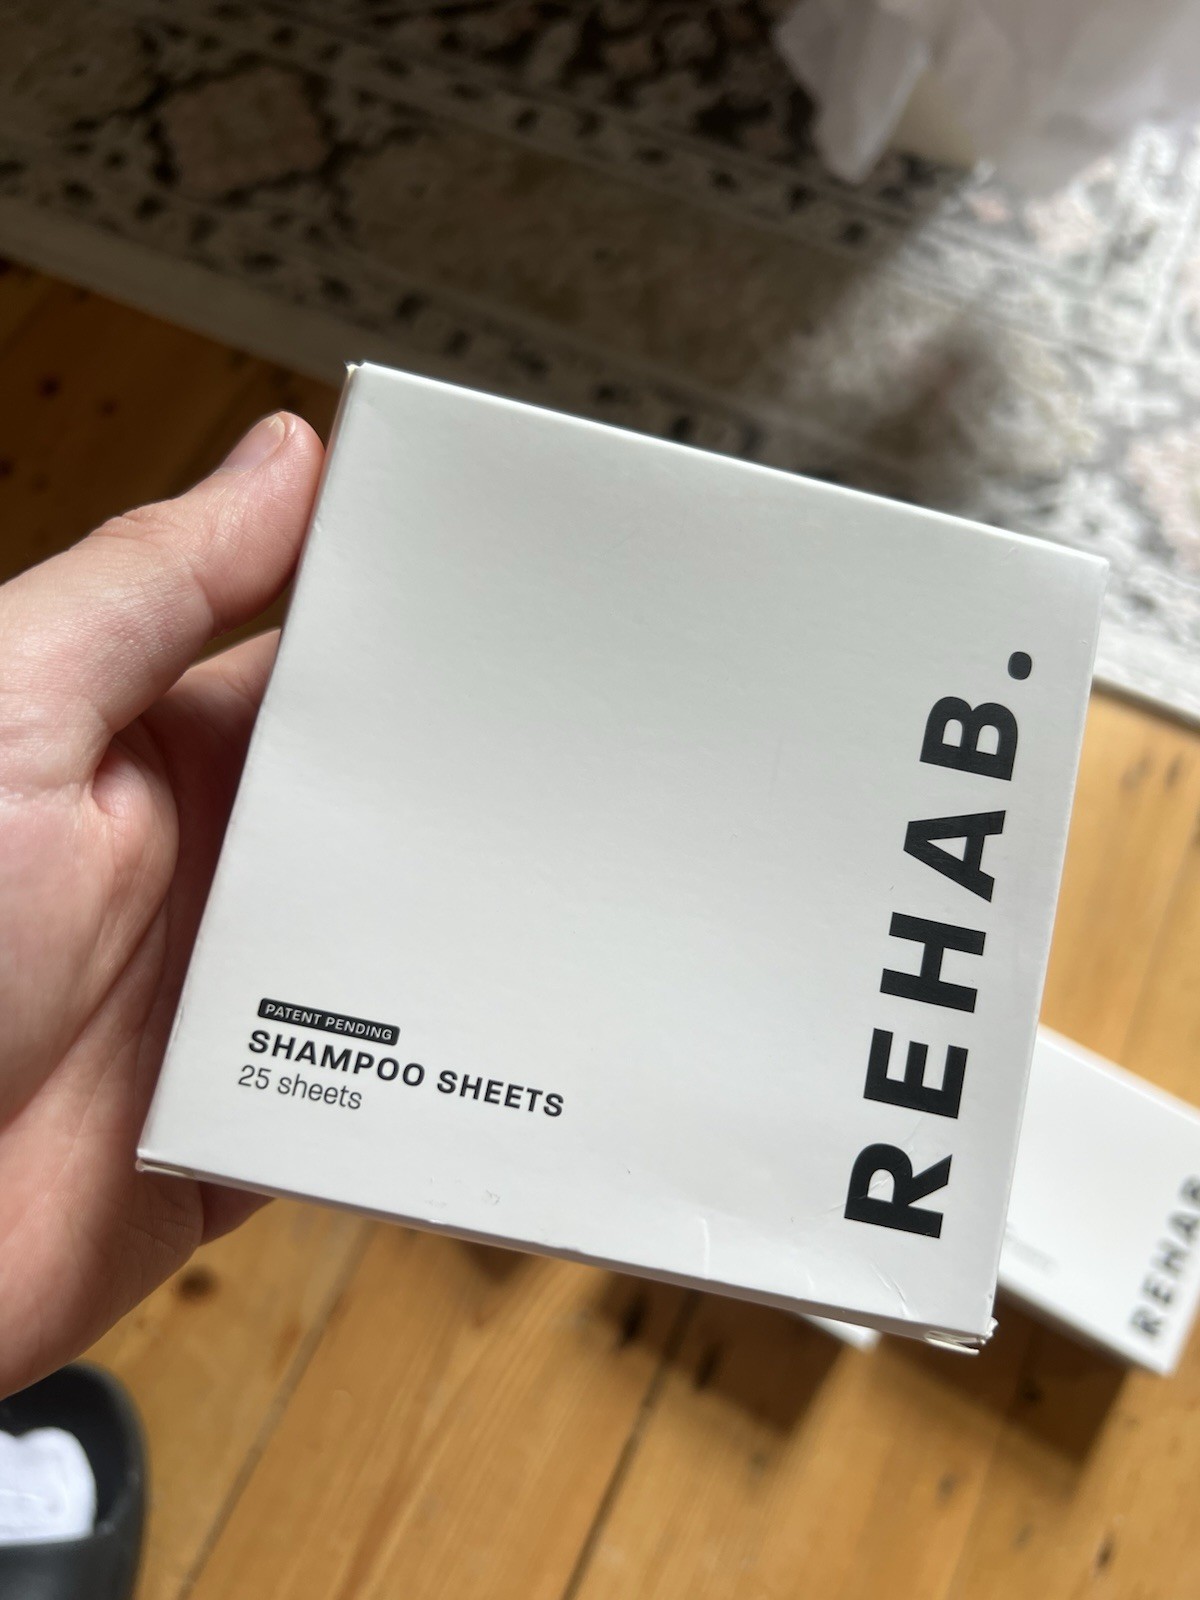 PATENT PENDING
SHAMPOO SHEETS
25 sheets
REHAB.
REHAB